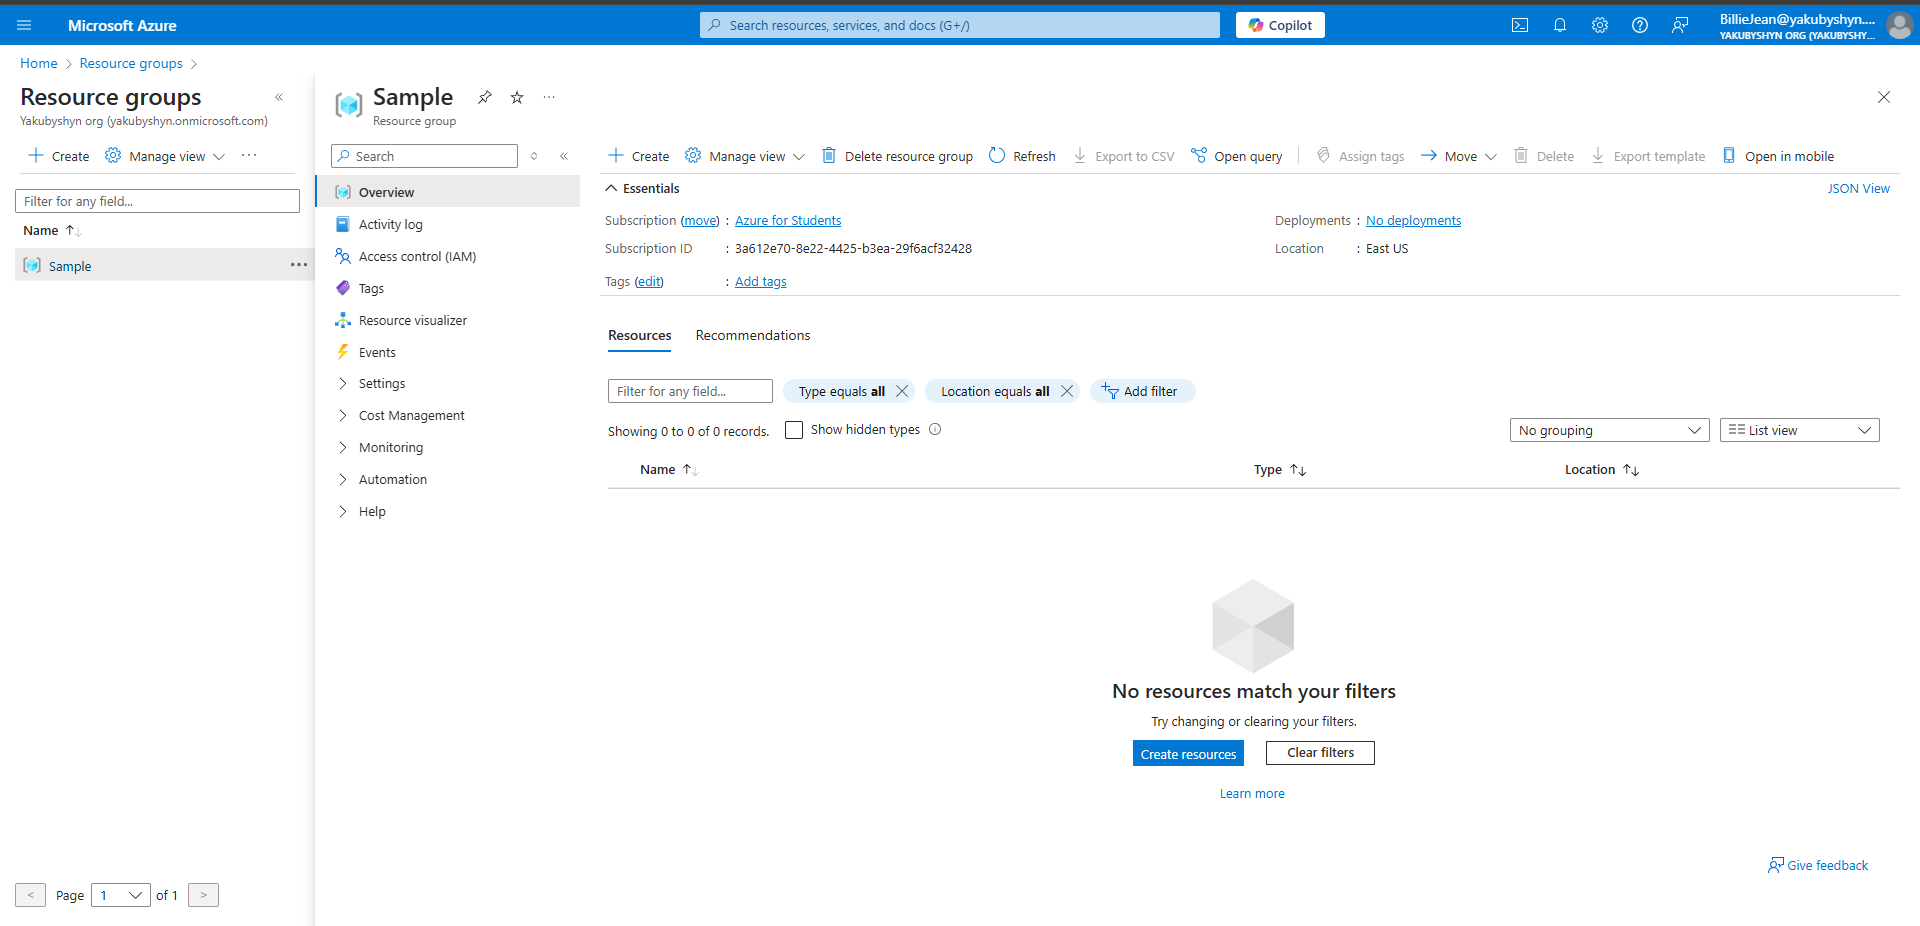 Microsoft Azure
Search resources, services, and docs (G+/)
Copilot
BillieJean@yakubyshyn....
YAKUBYSHYN ORG (YAKUBYSHY...
Home
Resource groups
Resource groups
Yakubyshyn org (yakubyshyn.onmicrosoft.com)
Create
Manage view
Filter for any field...
Name
Sample
Page
1
of 1
Sample
Resource group
Search
Overview
Activity log
Access control (IAM)
Tags
Resource visualizer
Events
Settings
Cost Management
Monitoring
Automation
Help
Create
Manage view
Delete resource group
Refresh
Export to CSV
Open query
Assign tags
Move
Delete
Export template
Open in mobile
Essentials
JSON View
Subscription (move) : Azure for Students
Subscription ID : 3a612e70-8e22-4425-b3ea-29f6acf32428
Tags (edit) : Add tags
Deployments : No deployments
Location : East US
Resources
Recommendations
Filter for any field...
Type equals all
Location equals all
Add filter
Showing 0 to 0 of 0 records.
Show hidden types
No grouping
List view
Name
Type
Location
No resources match your filters
Try changing or clearing your filters.
Create resources
Clear filters
Learn more
Give feedback